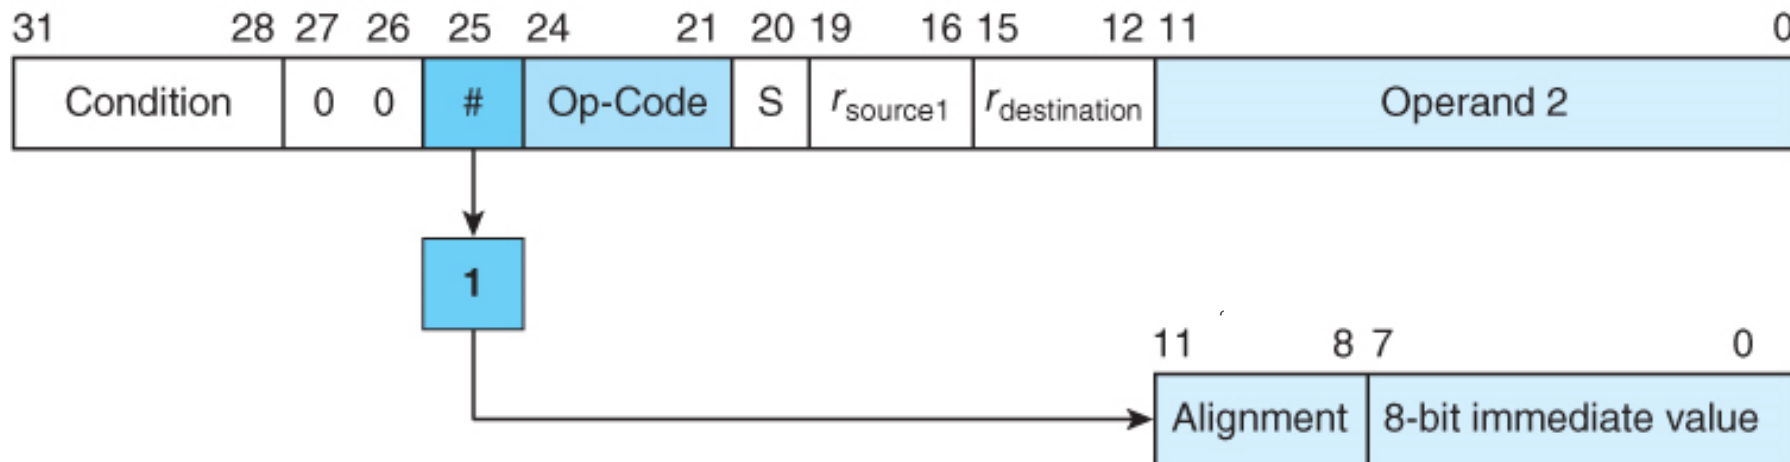 31 28 27 26 25 24 21 20 19 16 15 12 11 0
Condition 0 0 # Op-Code S rsource1 rdestination Operand 2
1
11 8 7 0
Alignment 8-bit immediate value